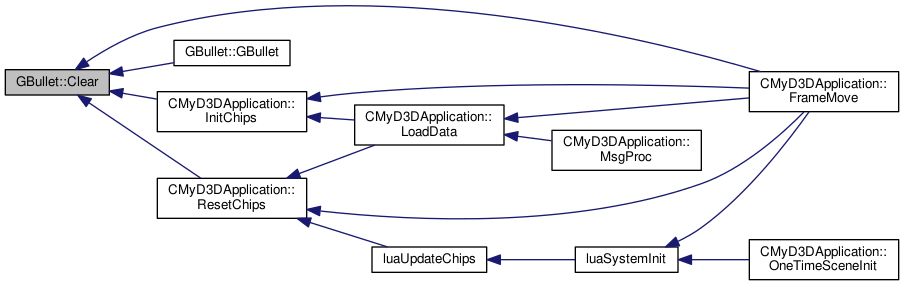 GBullet::Clear
GBullet::GBullet
CMyD3DApplication::
InitChips
CMyD3DApplication::
ResetChips
CMyD3DApplication::
LoadData
luaUpdateChips
CMyD3DApplication::
MsgProc
luaSystemInit
CMyD3DApplication::
FrameMove
CMyD3DApplication::
OneTimeSceneInit